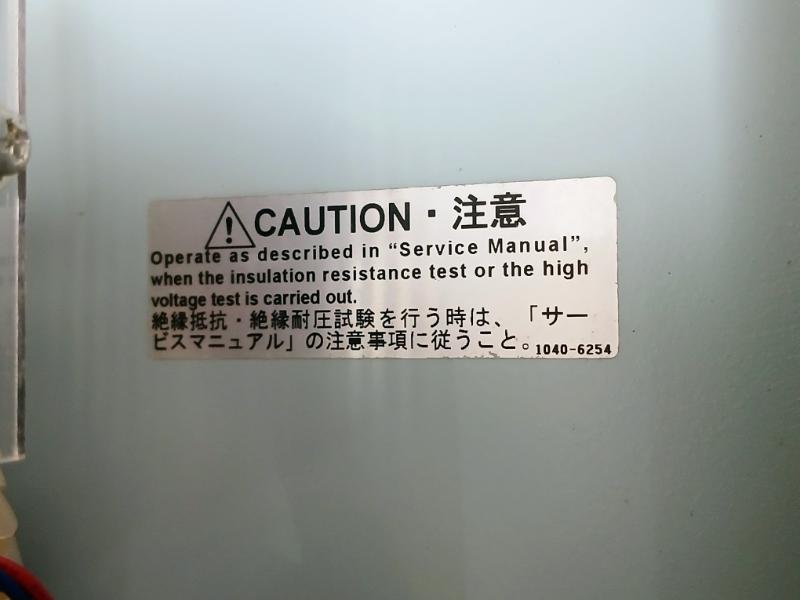 CAUTION・注意
Operate as described in “Service Manual”,
when the insulation resistance test or the high
voltage test is carried out.
絶縁抵抗・絶縁耐圧試験を行う時は、「サー
ビスマニュアル」の注意事項に従うこと。
1040-6254